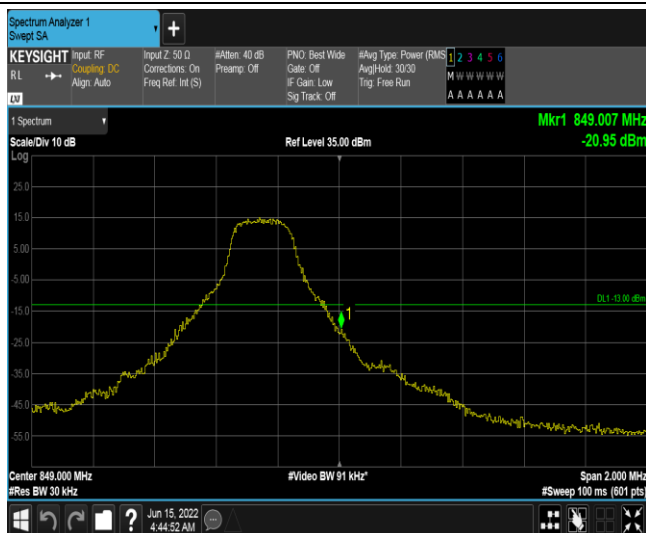 Spectrum Analyzer 1
Swept SA
+
KEYSIGHT
RL
LXI
Input: RF
Coupling: DC
Align: Auto
Input Z: 50 Ω
Corrections: On
Freq Ref: Int (S)
#Atten: 40 dB
Preamp: Off
PNO: Best Wide
Gate: Off
IF Gain: Low
Sig Track: Off
#Avg Type: Power (RMS
Avg|Hold: 30/30
Trig: Free Run
1 2 3 4 5 6
M W W W W W
A A A A A A
1 Spectrum
Scale/Div 10 dB
Ref Level 35.00 dBm
Mkr1 849.007 MHz
-20.95 dBm
Log
25.0
15.0
5.00
-5.00
-15.0
-25.0
-35.0
-45.0
-55.0
DL1 -13.00 dBm
1
Center 849.000 MHz
#Res BW 30 kHz
#Video BW 91 kHz*
Span 2.000 MHz
#Sweep 100 ms (601 pts)
?
Jun 15, 2022
4:44:52 AM